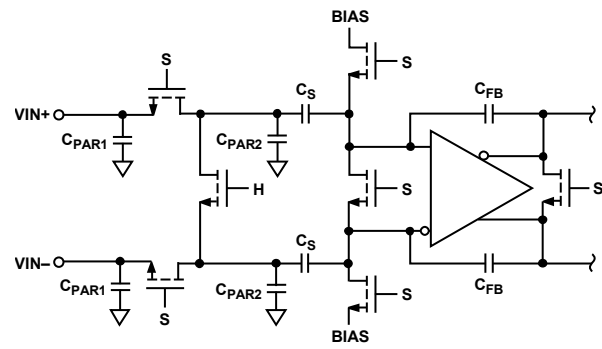 BIAS
S
S
CS
CFB
VIN+
CPAR1
CPAR2
H
S
S
CS
VIN–
CPAR1
CPAR2
CFB
S
S
BIAS